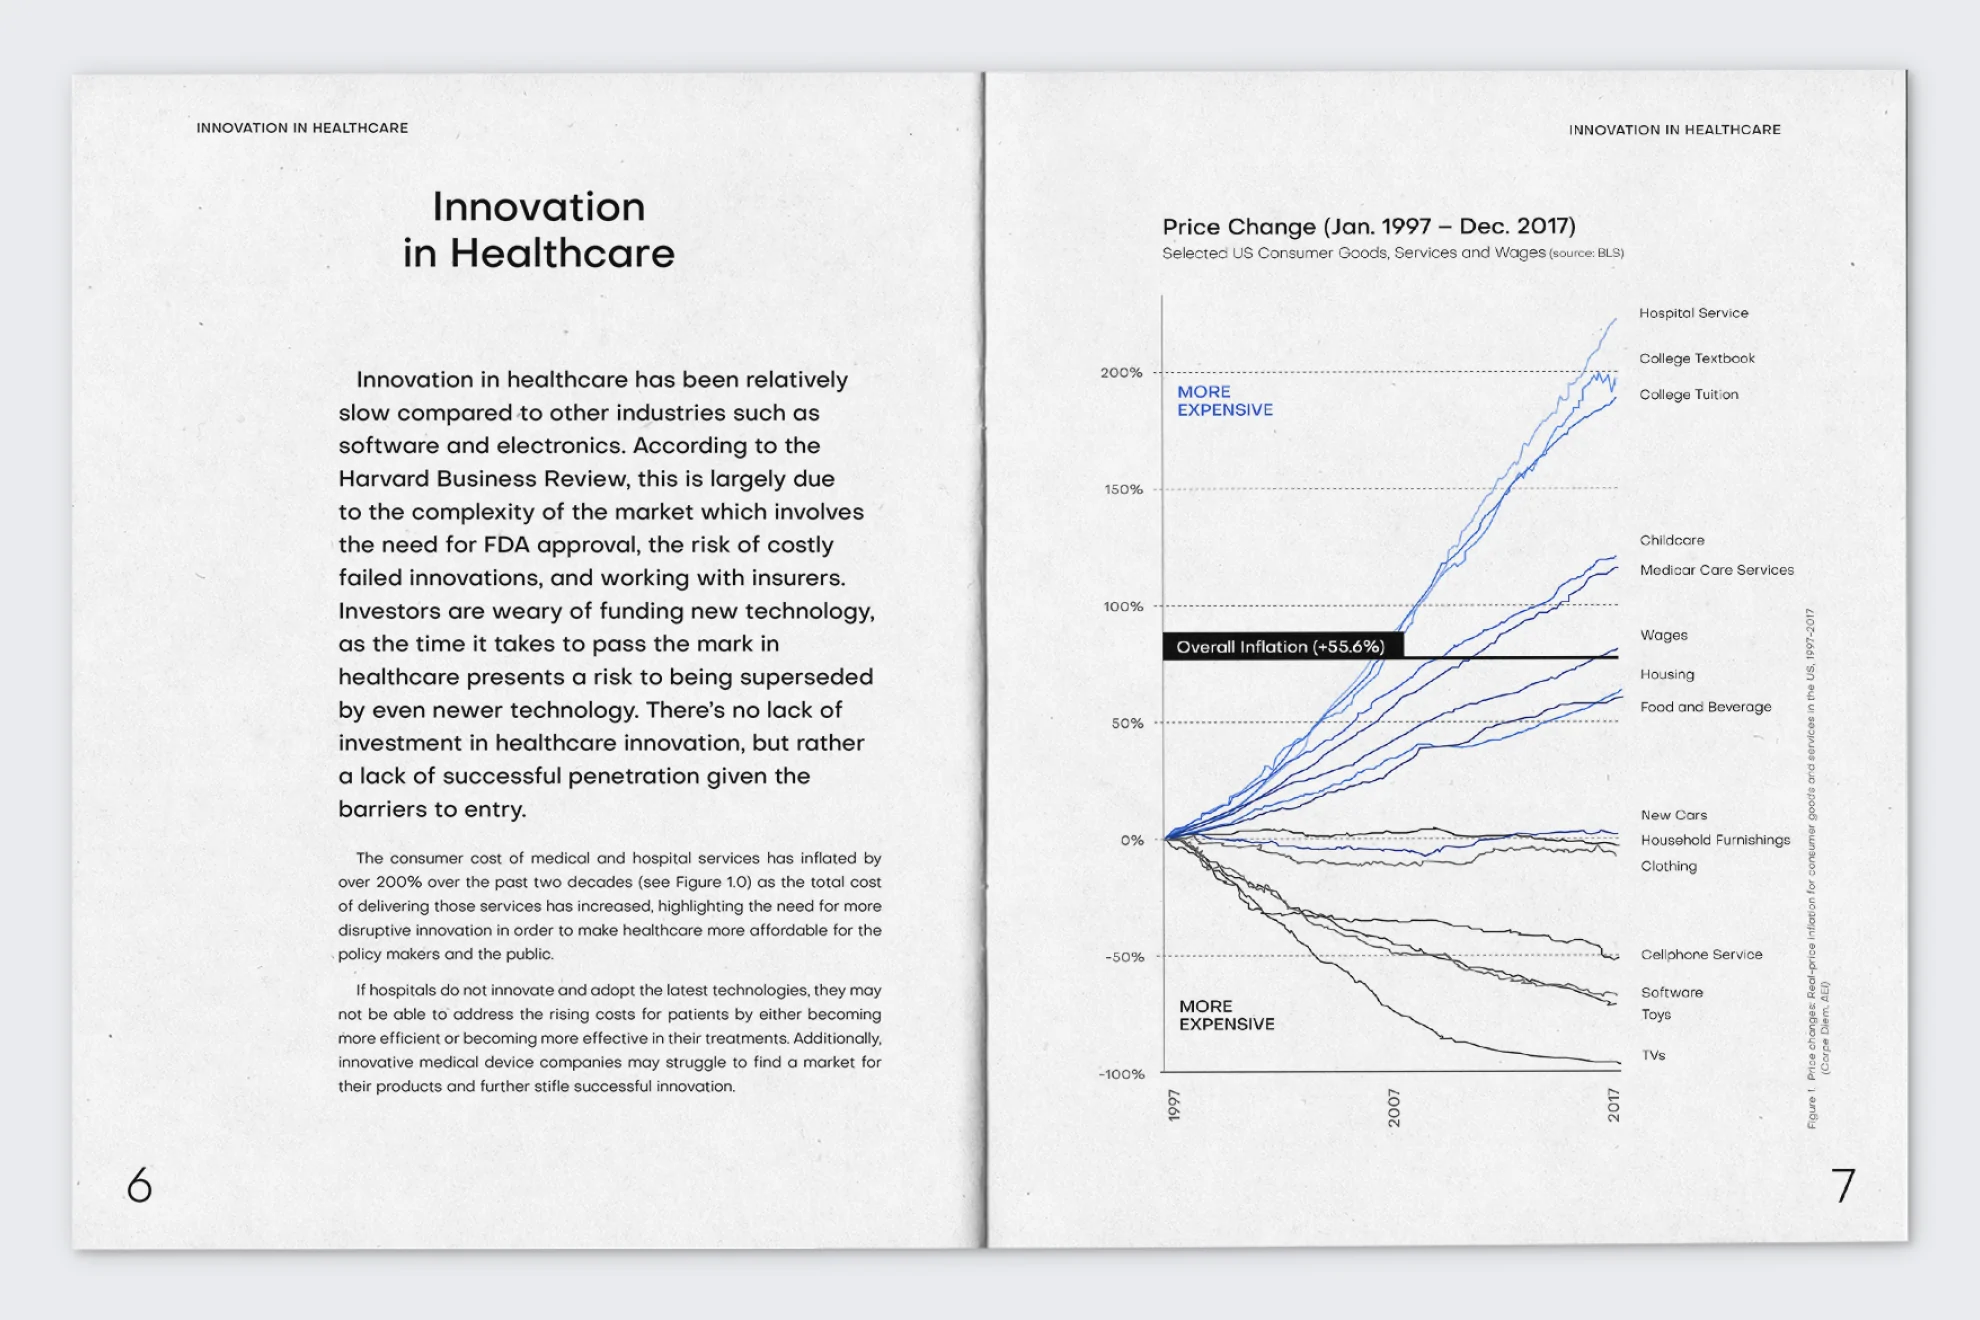 INNOVATION IN HEALTHCARE
Innovation
in Healthcare
Innovation in healthcare has been relatively
slow compared to other industries such as
software and electronics. According to the
Harvard Business Review, this is largely due
to the complexity of the market which involves
the need for FDA approval, the risk of costly
failed innovations, and working with insurers.
Investors are weary of funding new technology,
as the time it takes to pass the mark in
healthcare presents a risk to being superseded
by even newer technology. There's no lack of
investment in healthcare innovation, but rather
a lack of successful penetration given the
barriers to entry.
The consumer cost of medical and hospital services has inflated by
over 200% over the past two decades (see Figure 1.0) as the total cost
of delivering those services has increased, highlighting the need for more
disruptive innovation in order to make healthcare more affordable for the
policy makers and the public.
If hospitals do not innovate and adopt the latest technologies, they may
not be able to address the rising costs for patients by either becoming
more efficient or becoming more effective in their treatments. Additionally,
innovative medical device companies may struggle to find a market for
their products and further stifle successful innovation.
6
INNOVATION IN HEALTHCARE
Price Change (Jan. 1997 – Dec. 2017)
Selected US Consumer Goods, Services and Wages (source: BLS)
200%
150%
100%
50%
0%
-50%
-100%
MORE
EXPENSIVE
Overall Inflation (+55.6%)
MORE
EXPENSIVE
Hospital Service
College Textbook
College Tuition
Childcare
Medicar Care Services
Wages
Housing
Food and Beverage
New Cars
Household Furnishings
Clothing
Cellphone Service
Software
Toys
TVs
1997
2007
2017
Figure 1. Price changes: Real-price inflation for consumer goods and services in the US, 1997-2017
(Carpe Diem, AEI)
7